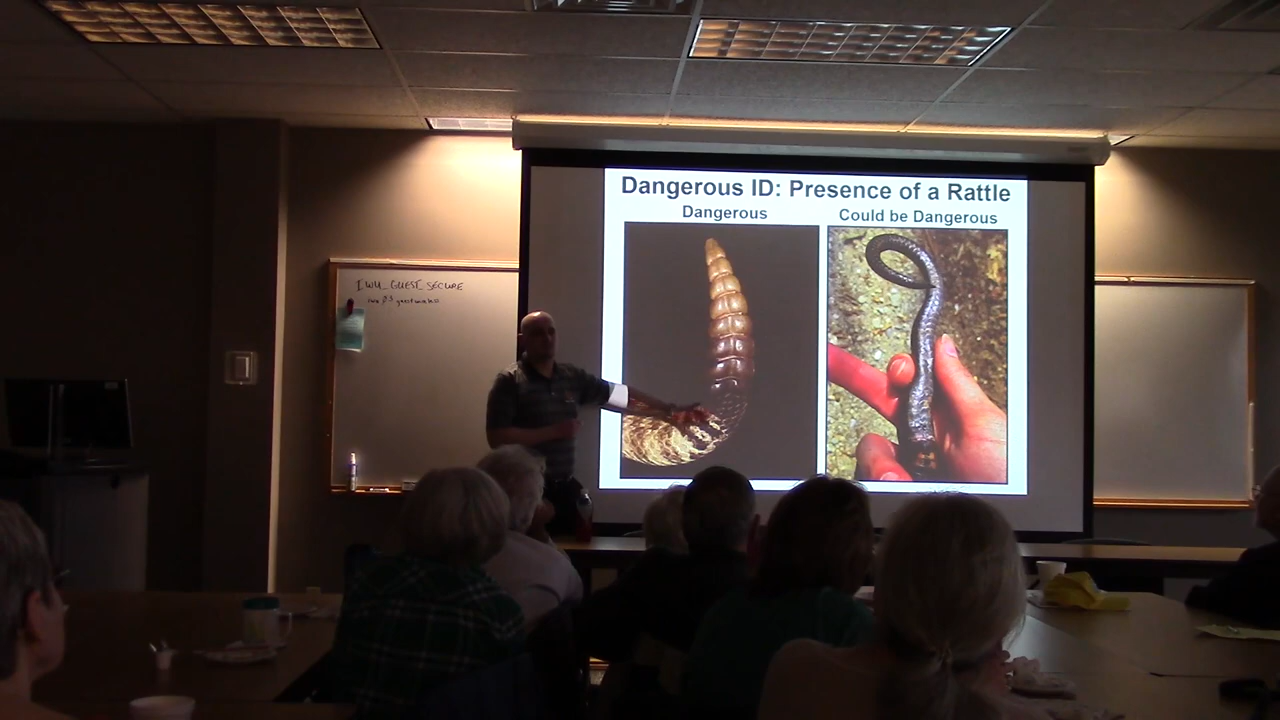 Dangerous ID: Presence of a Rattle
Dangerous
Could be Dangerous
IWU_GUEST_SECURE